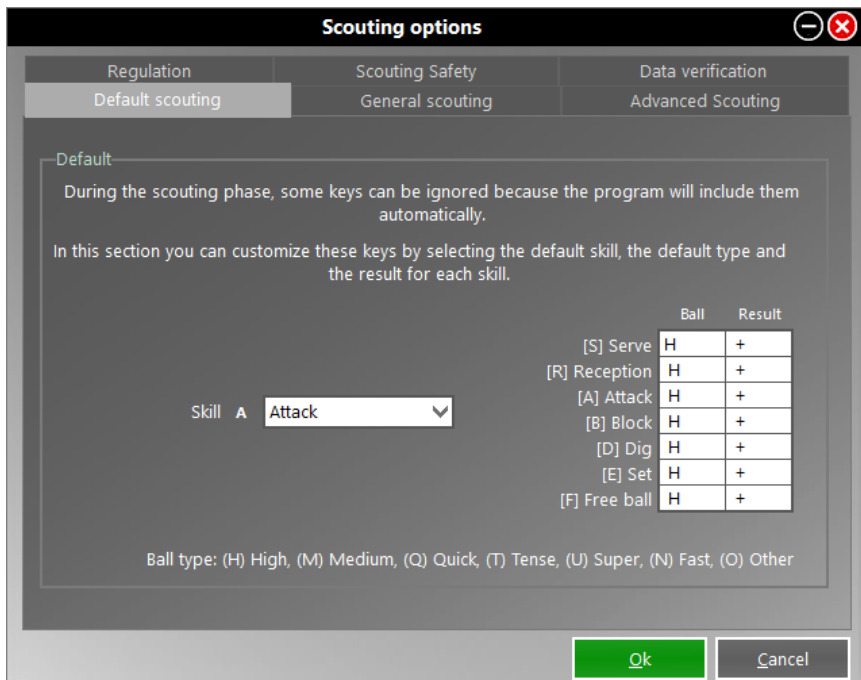 Scouting options
Regulation Scouting Safety Data verification
Default scouting General scouting Advanced Scouting
Default
During the scouting phase, some keys can be ignored because the program will include them
automatically.
In this section you can customize these keys by selecting the default skill, the default type and
the result for each skill.
Ball Result
[S] Serve H +
[R] Reception H +
[A] Attack H +
Skill A Attack
[B] Block H +
[D] Dig H +
[E] Set H +
[F] Free ball H +
Ball type: (H) High, (M) Medium, (Q) Quick, (T) Tense, (U) Super, (N) Fast, (O) Other
Ok Cancel